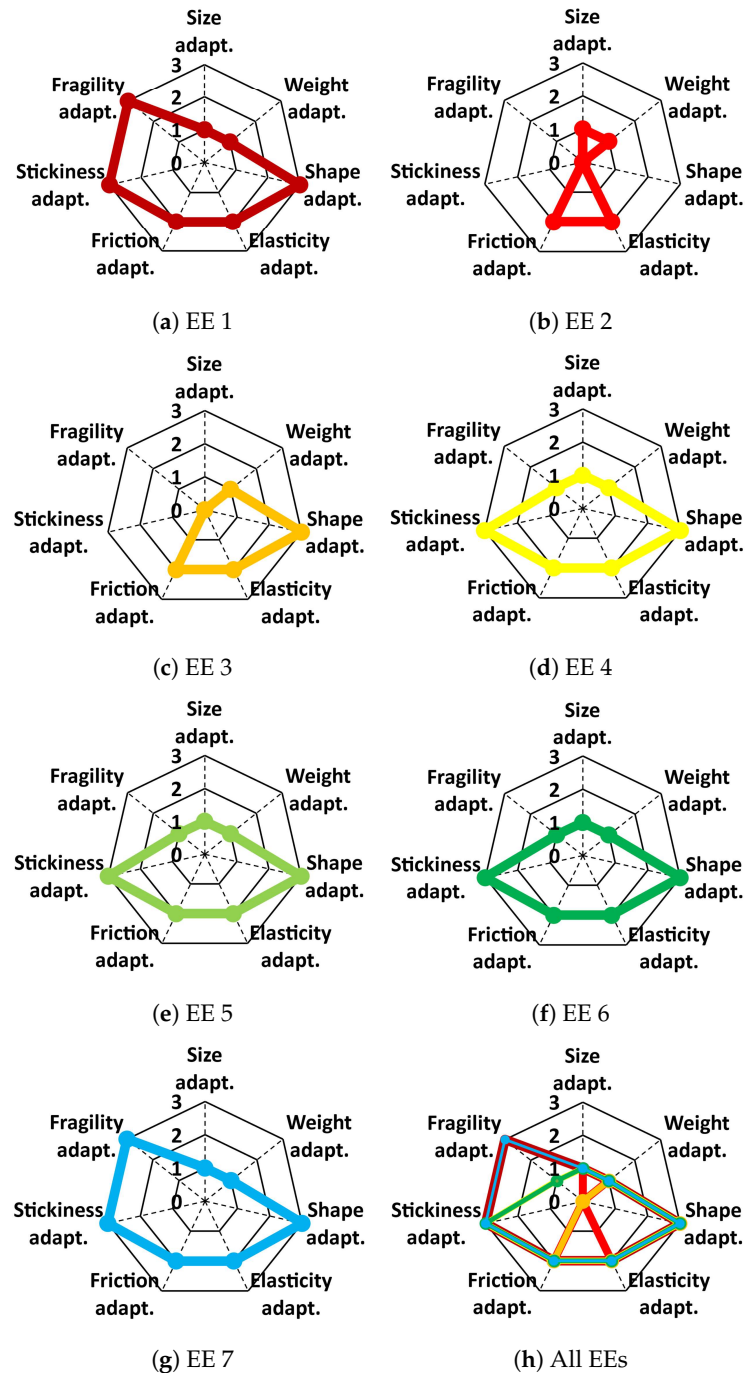 Size
adapt.
3
Fragility
adapt.
Weight
adapt.
2
1
Stickiness
adapt.
0
Shape
adapt.
Friction
adapt.
Elasticity
adapt.
(a) EE 1
Size
adapt.
3
Fragility
adapt.
Weight
adapt.
2
1
Stickiness
adapt.
0
Shape
adapt.
Friction
adapt.
Elasticity
adapt.
(b) EE 2
Size
adapt.
3
Fragility
adapt.
Weight
adapt.
2
1
Stickiness
adapt.
0
Shape
adapt.
Friction
adapt.
Elasticity
adapt.
(c) EE 3
Size
adapt.
3
Fragility
adapt.
Weight
adapt.
2
1
Stickiness
adapt.
0
Shape
adapt.
Friction
adapt.
Elasticity
adapt.
(d) EE 4
Size
adapt.
3
Fragility
adapt.
Weight
adapt.
2
1
Stickiness
adapt.
0
Shape
adapt.
Friction
adapt.
Elasticity
adapt.
(e) EE 5
Size
adapt.
3
Fragility
adapt.
Weight
adapt.
2
1
Stickiness
adapt.
0
Shape
adapt.
Friction
adapt.
Elasticity
adapt.
(f) EE 6
Size
adapt.
3
Fragility
adapt.
Weight
adapt.
2
1
Stickiness
adapt.
0
Shape
adapt.
Friction
adapt.
Elasticity
adapt.
(g) EE 7
Size
adapt.
3
Fragility
adapt.
Weight
adapt.
2
1
Stickiness
adapt.
0
Shape
adapt.
Friction
adapt.
Elasticity
adapt.
(h) All EEs